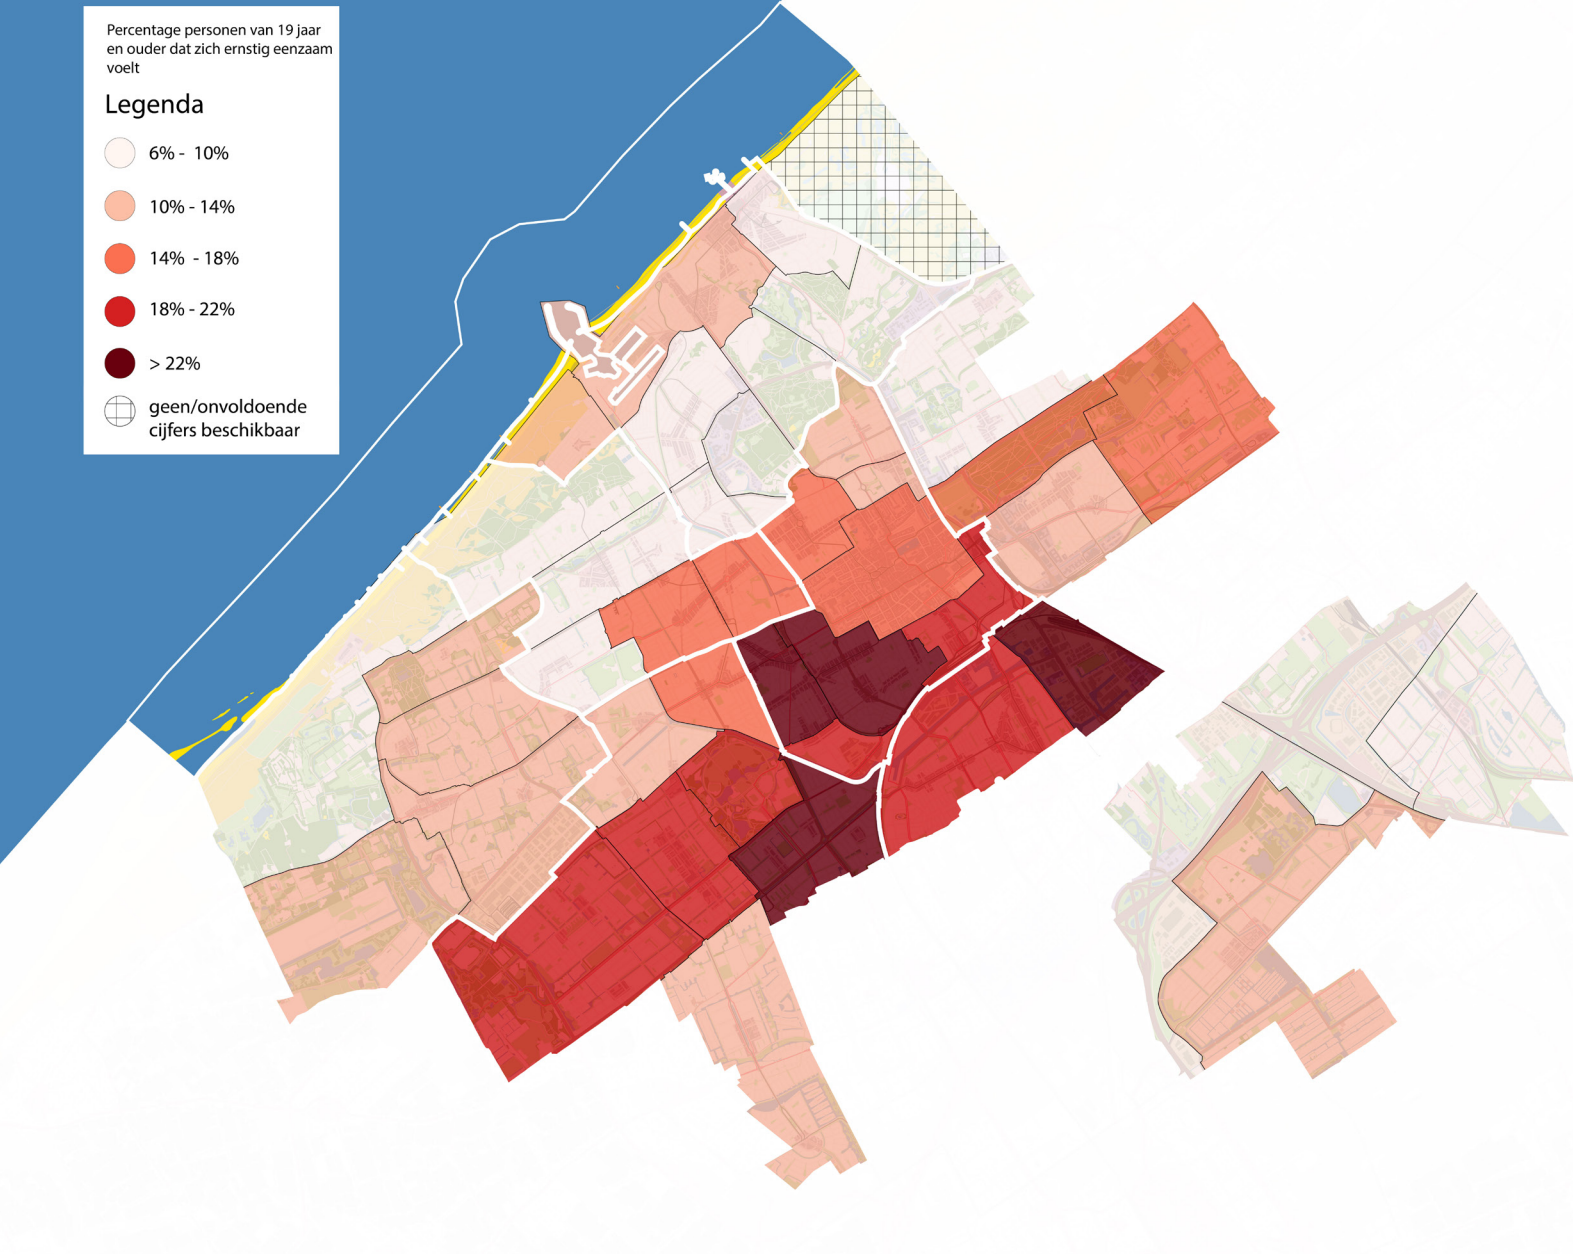 Percentage personen van 19 jaar
en ouder dat zich ernstig eenzaam
voelt
Legenda
6% - 10%
10% - 14%
14% - 18%
18% - 22%
> 22%
geen/onvoldoende
cijfers beschikbaar